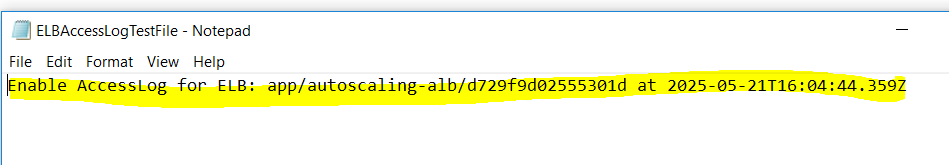 ELBAccessLogTestFile - Notepad
File Edit Format View Help
Enable AccessLog for ELB: app/autoscaling-alb/d729f9d02555301d at 2025-05-21T16:04:44.359Z